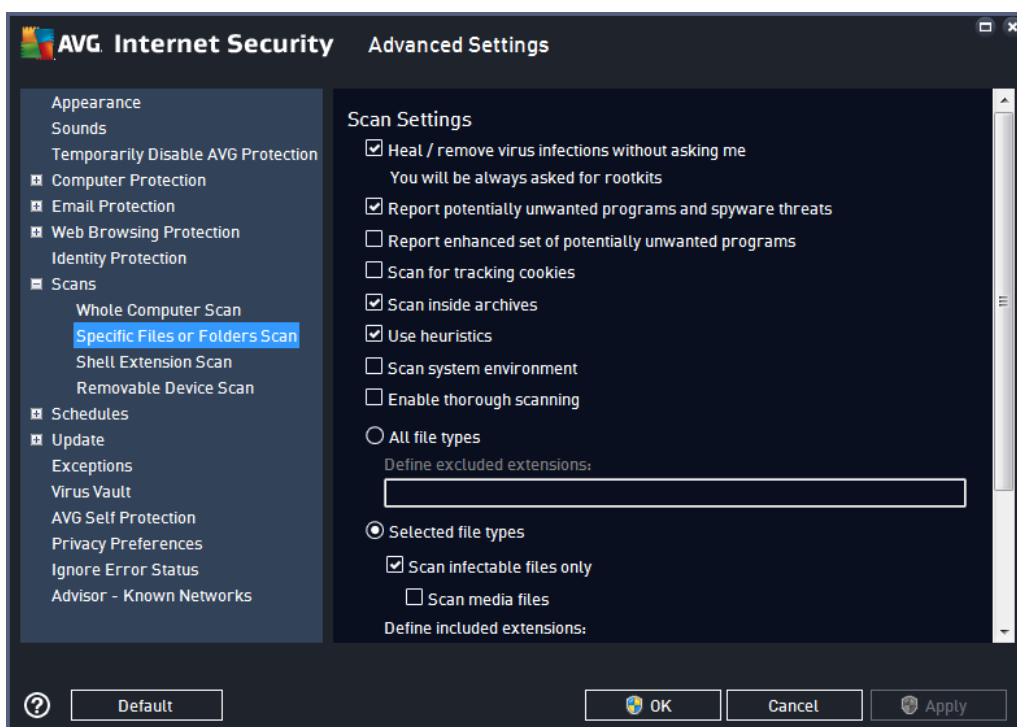 AVG Internet Security Advanced Settings
Appearance
Sounds
Temporarily Disable AVG Protection
Computer Protection
Email Protection
Web Browsing Protection
Identity Protection
Scans
Whole Computer Scan
Specific Files or Folders Scan
Shell Extension Scan
Removable Device Scan
Schedules
Update
Exceptions
Virus Vault
AVG Self Protection
Privacy Preferences
Ignore Error Status
Advisor - Known Networks
Scan Settings
Heal / remove virus infections without asking me
You will be always asked for rootkits
Report potentially unwanted programs and spyware threats
Report enhanced set of potentially unwanted programs
Scan for tracking cookies
Scan inside archives
Use heuristics
Scan system environment
Enable thorough scanning
All file types
Define excluded extensions:
Selected file types
Scan infectable files only
Scan media files
Define included extensions:
? Default OK Cancel Apply